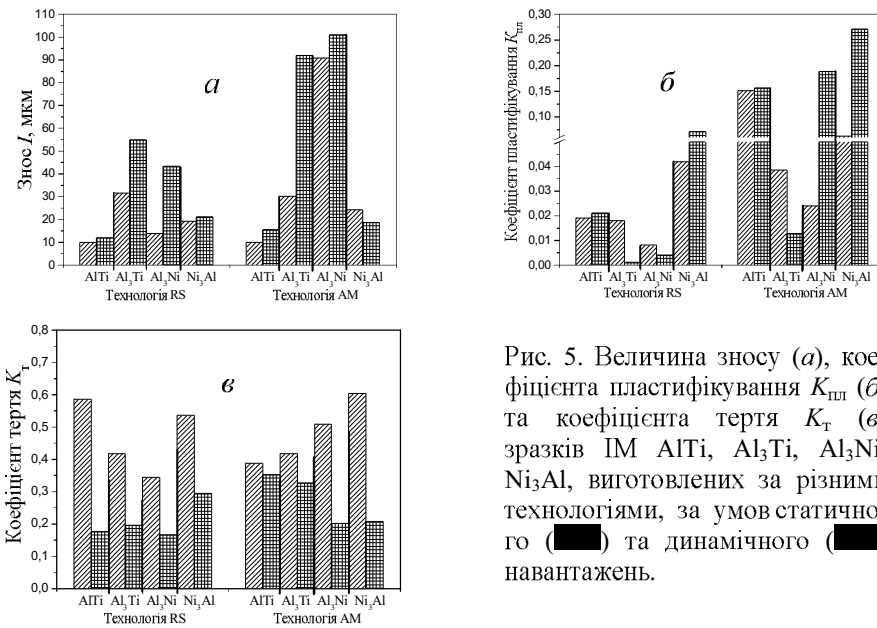 110
100
90
80
70
60
50
40
30
20
10
0
Знос I, мкм
а
AlTi Al₃Ti Al₃Ni Ni₃Al AlTi Al₃Ti Al₃Ni Ni₃Al
Технологія RS Технологія АМ
0,30
0,25
0,20
0,15
0,10
0,04
0,03
0,02
0,01
0,00
Коефіцієнт пластифікування Kпл
б
AlTi Al₃Ti Al₃Ni Ni₃Al AlTi Al₃Ti Al₃Ni Ni₃Al
Технологія RS Технологія АМ
0,8
0,7
0,6
0,5
0,4
0,3
0,2
0,1
0,0
Коефіцієнт тертя Kт
в
AlTi Al₃Ti Al₃Ni Ni₃Al AlTi Al₃Ti Al₃Ni Ni₃Al
Технологія RS Технологія АМ
Рис. 5. Величина зносу (а), кое
фіцієнта пластифікування Kпл (б
та коефіцієнта тертя Kт (в
зразків ІМ AlTi, Al₃Ti, Al₃Ni
Ni₃Al, виготовлених за різними
технологіями, за умов статично
го ( ) та динамічного (
навантажень.